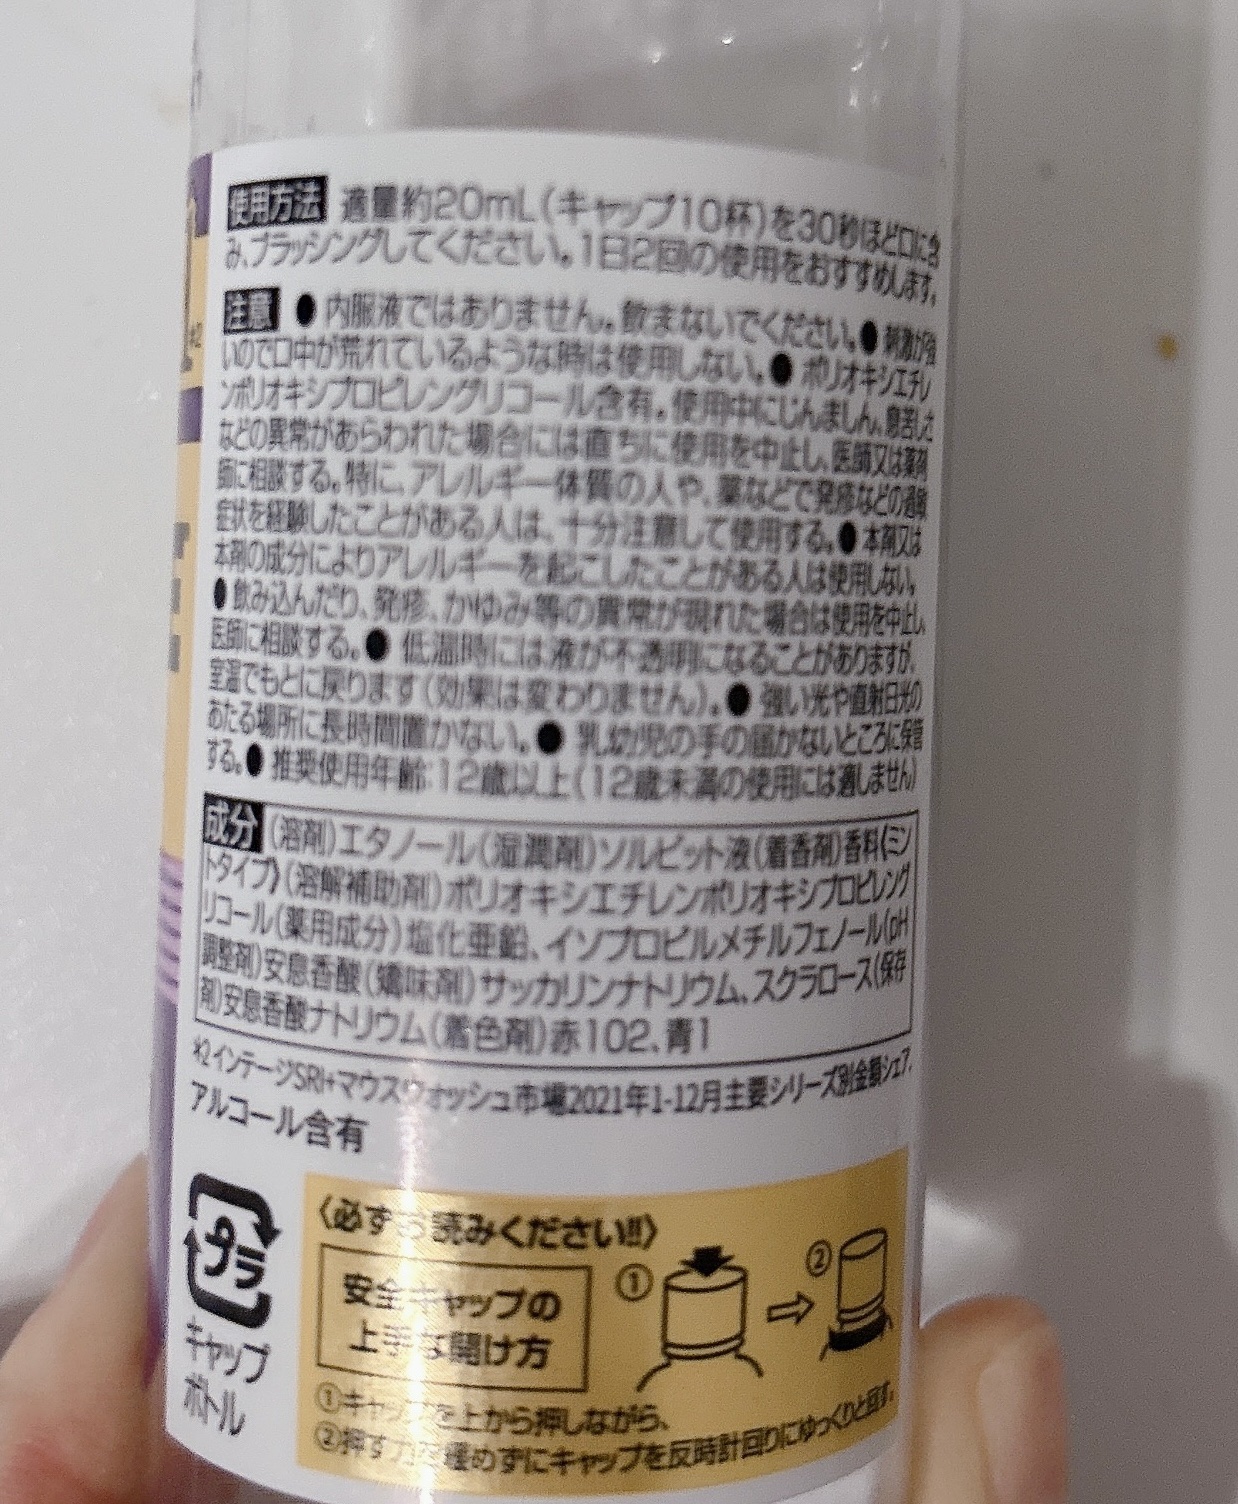 使用方法 適量約20mL(キャップ10杯)を30秒ほど口に含
み、ブラッシングしてください。1日2回の使用をおすすめします。
注意 ●内服液ではありません。飲まないでください。●刺激が強
いので口中が荒れているような時は使用しない。●ポリオキシエチレ
ンポリオキシプロピレングリコール含有。使用中にじんましん、息苦しさ
などの異常があらわれた場合には直ちに使用を中止し、医師又は薬剤
師に相談する。特に、アレルギー体質の人や、薬などで発疹などの過敏
症状を経験したことがある人は、十分注意して使用する。●本剤又は
本剤の成分によりアレルギーを起こしたことがある人は使用しない。
●飲み込んだり、発疹、かゆみ等の異常が現れた場合は使用を中止し、
医師に相談する。●低温時には液が不透明になることがありますが、
室温でもとに戻ります(効果は変わりません)。●強い光や直射日光の
あたる場所に長時間置かない。●乳幼児の手の届かないところに保管
する。●推奨使用年齢:12歳以上(12歳未満の使用には適しません)
成分 (溶剤)エタノール(湿潤剤)ソルビット液(着香剤)香料《ミン
トタイプ》(溶解補助剤)ポリオキシエチレンポリオキシプロピレング
リコール(薬用成分)塩化亜鉛、イソプロピルメチルフェノール(pH
調整剤)安息香酸(矯味剤)サッカリンナトリウム、スクラロース(保存
剤)安息香酸ナトリウム(着色剤)赤102、青1
*2 インテージSRI+マウスウォッシュ市場2021年1-12月主要シリーズ別金額シェア。
アルコール含有
プラ
キャップ
ボトル
〈必ずお読みください!!〉
安全キャップの
上手な開け方
① ②
①キャップを上から押しながら、
②押す力を緩めずにキャップを反時計回りにゆっくりと回す。